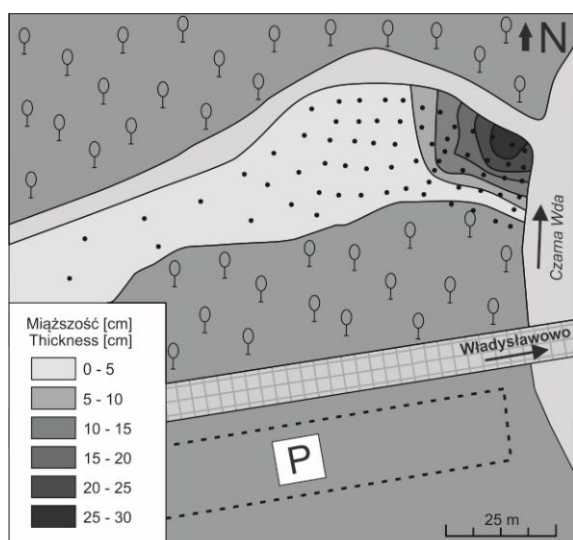 N
Czarna Wda
Władysławowo
P
25 m
Miąższość [cm]
Thickness [cm]
0 - 5
5 - 10
10 - 15
15 - 20
20 - 25
25 - 30